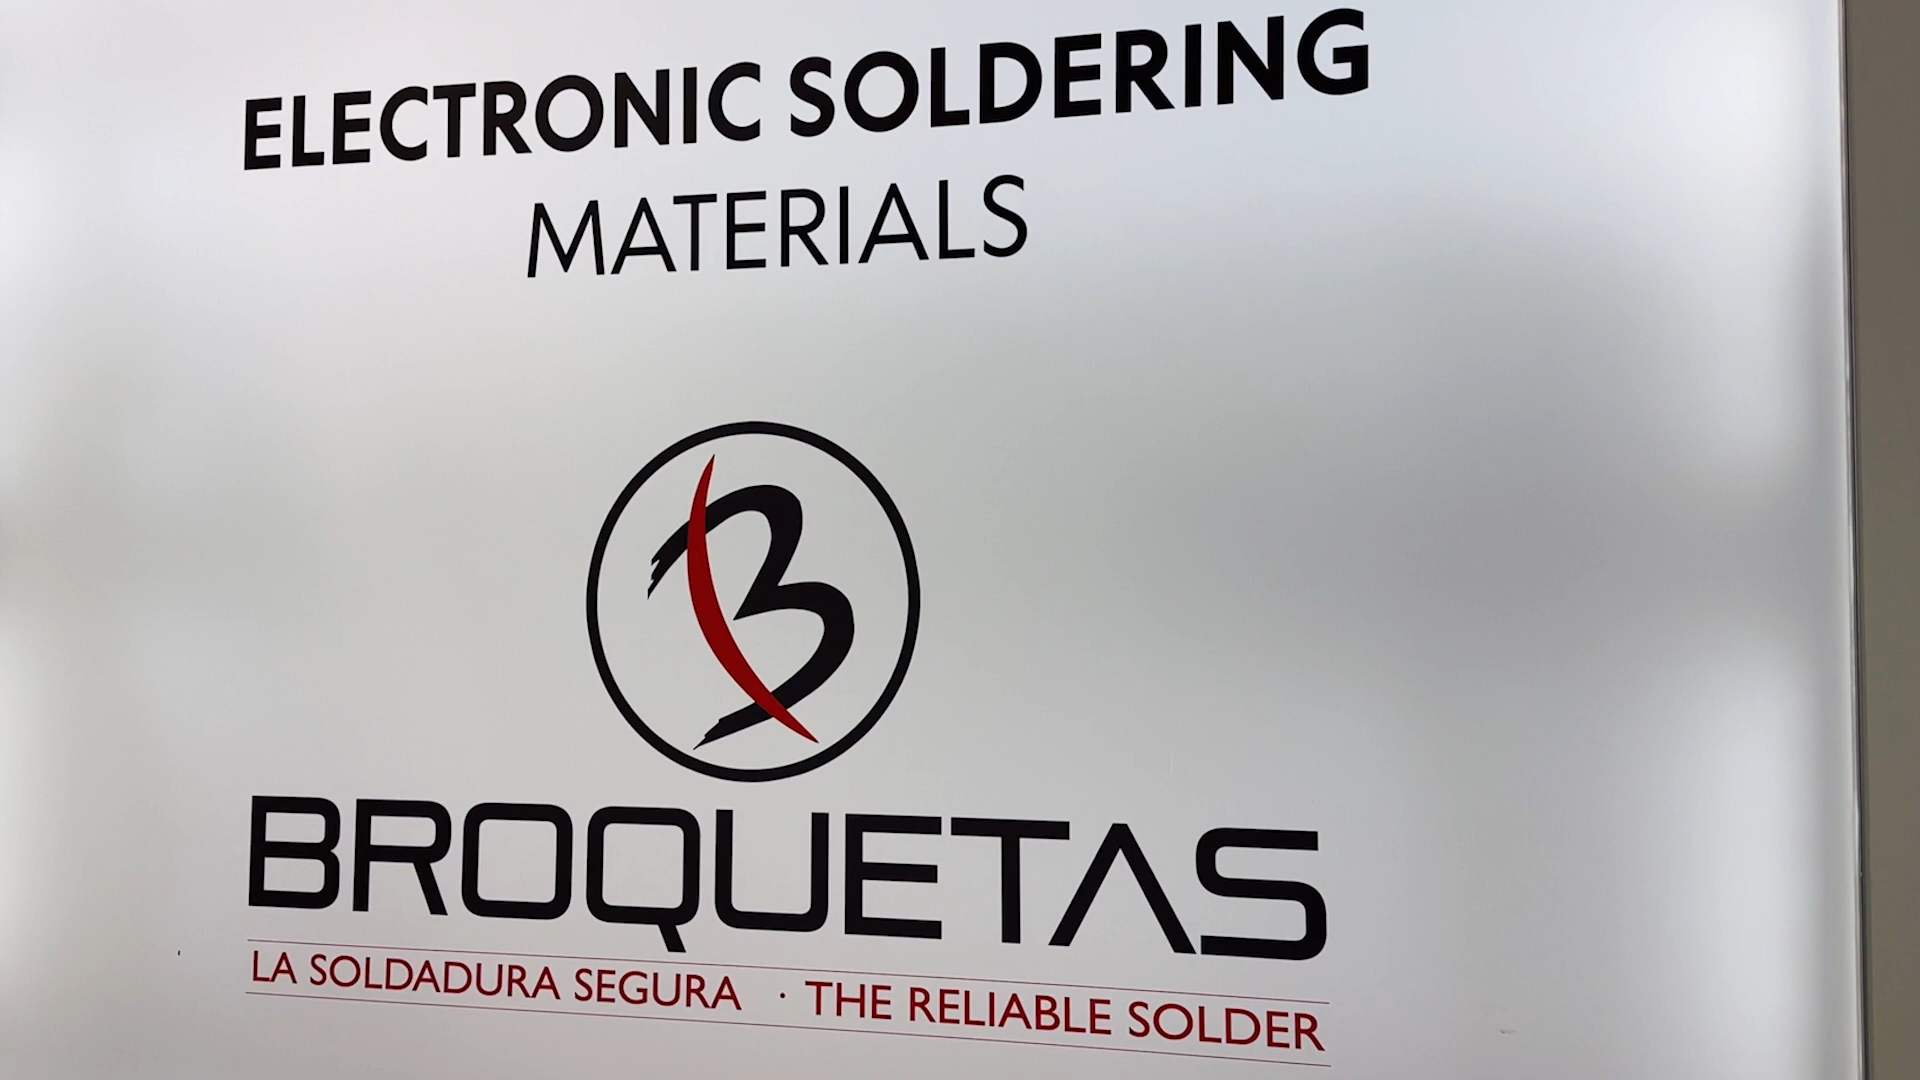 ELECTRONIC SOLDERING
MATERIALS
B
BROQUETAS
LA SOLDADURA SEGURA · THE RELIABLE SOLDER